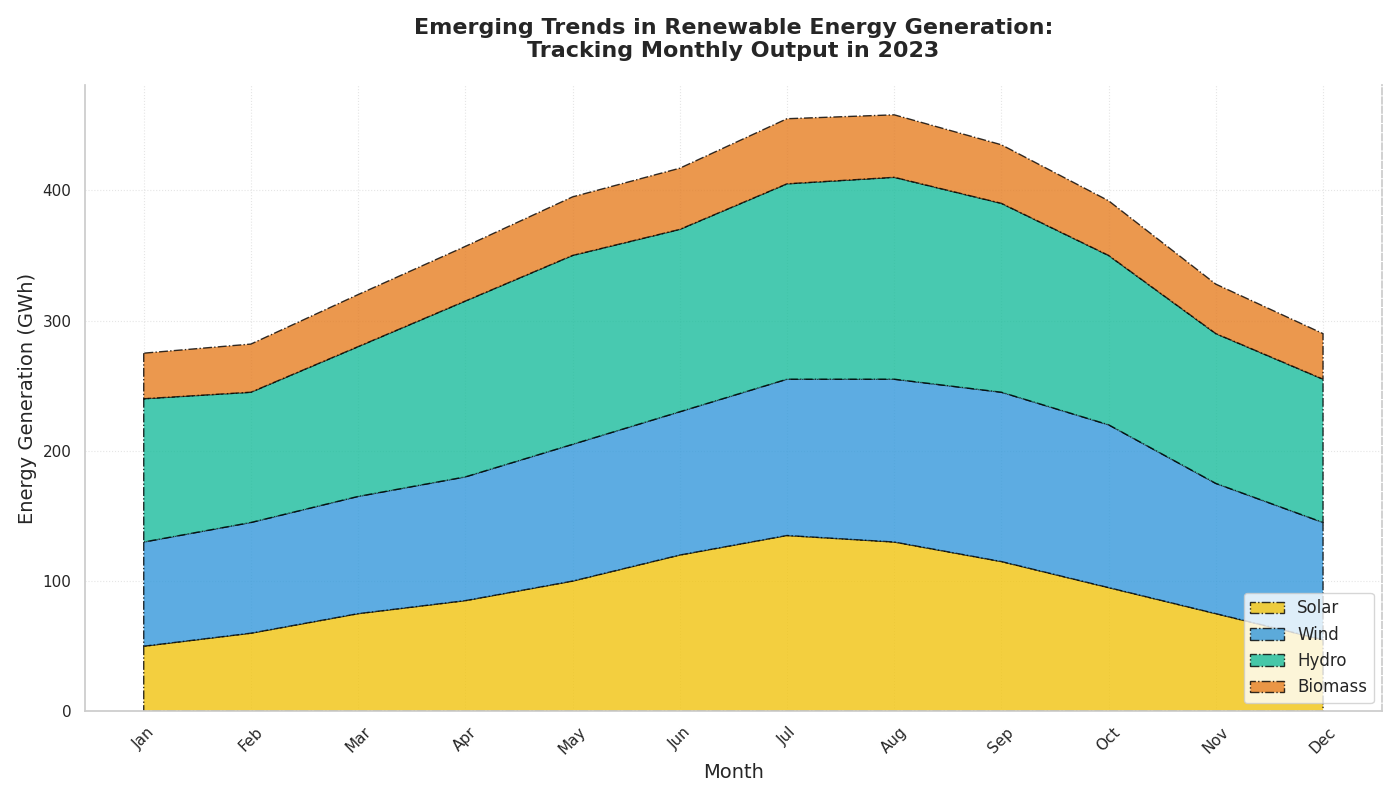 Emerging Trends in Renewable Energy Generation:
Tracking Monthly Output in 2023
Energy Generation (GWh)
400
300
200
100
0
Solar
Wind
Hydro
Biomass
Jan
Feb
Mar
Apr
May
Jun
Jul
Aug
Sep
Oct
Nov
Dec
Month